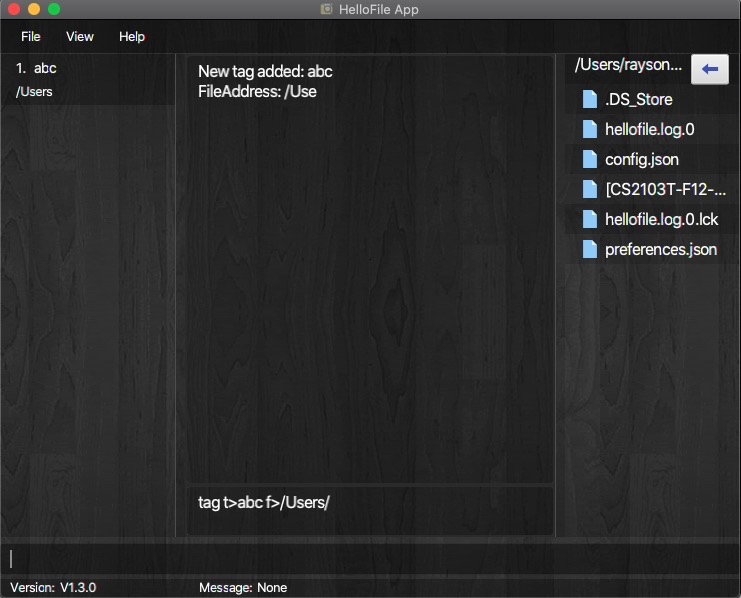 HelloFile App
File View Help
1. abc
/Users
New tag added: abc
FileAddress: /Use
tag t>abc f>/Users/
/Users/rayson...
.DS_Store
hellofile.log.0
config.json
[CS2103T-F12-...
hellofile.log.0.lck
preferences.json
Version: V1.3.0
Message: None